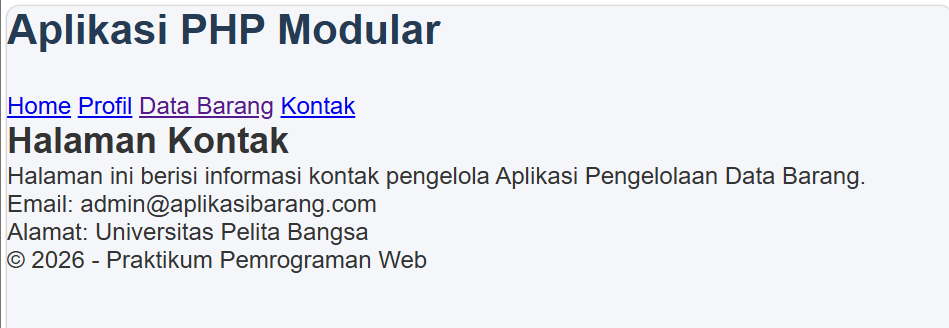 Aplikasi PHP Modular
Home Profil Data Barang Kontak
Halaman Kontak
Halaman ini berisi informasi kontak pengelola Aplikasi Pengelolaan Data Barang.
Email: admin@aplikasibarang.com
Alamat: Universitas Pelita Bangsa
© 2026 - Praktikum Pemrograman Web